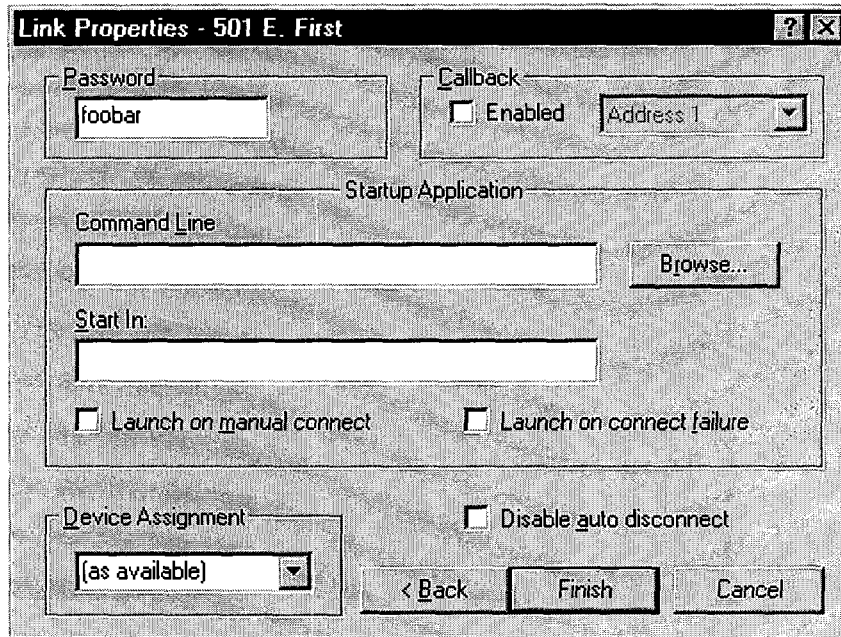 Link Properties - 501 E. First
Password
Callback
foobar
Enabled
Address 1
Startup Application
Command Line
Browse...
Start In:
Launch on manual connect
Launch on connect failure
Device Assignment
Disable auto disconnect
(as available)
< Back
Finish
Cancel